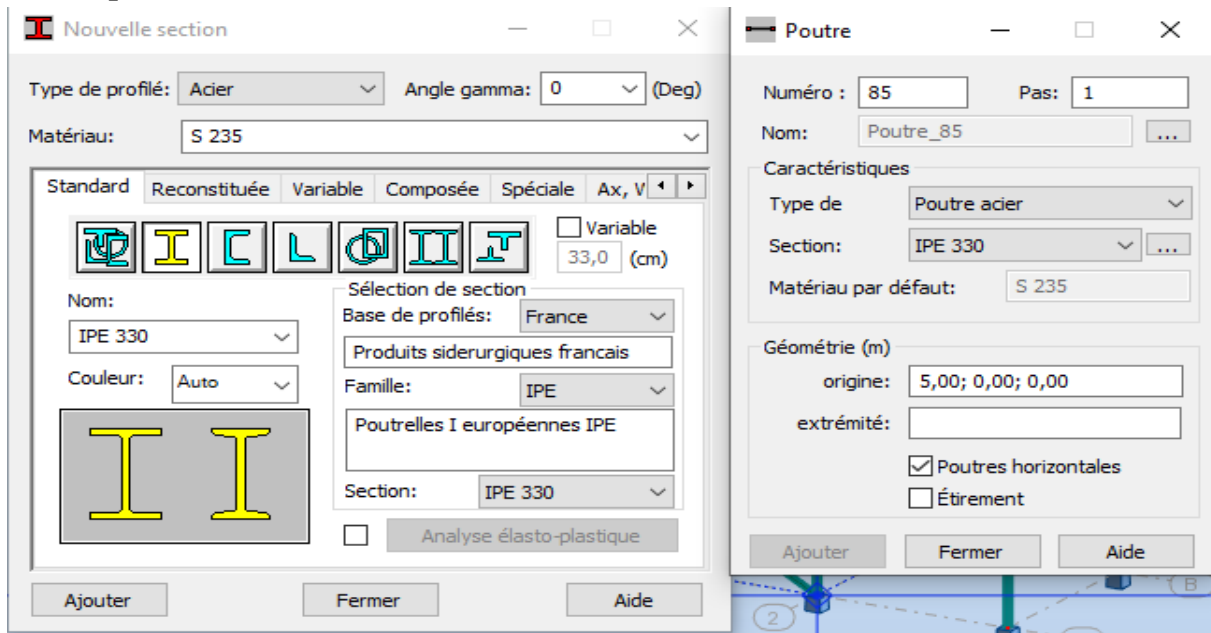 Nouvelle section
Type de profilé: Acier Angle gamma: 0 (Deg)
Matériau: S 235
Standard Reconstituée Variable Composée Spéciale Ax, V
Variable
33,0 (cm)
Nom:
IPE 330
Couleur: Auto
Sélection de section
Base de profilés: France
Produits siderurgiques francais
Famille: IPE
Poutrelles I européennes IPE
Section: IPE 330
Analyse élasto-plastique
Ajouter Fermer Aide
Poutre
Numéro : 85 Pas: 1
Nom: Poutre_85 ...
Caractéristiques
Type de Poutre acier
Section: IPE 330 ...
Matériau par défaut: S 235
Géométrie (m)
origine: 5,00; 0,00; 0,00
extrémité:
Poutres horizontales
Étirement
Ajouter Fermer Aide
2
B